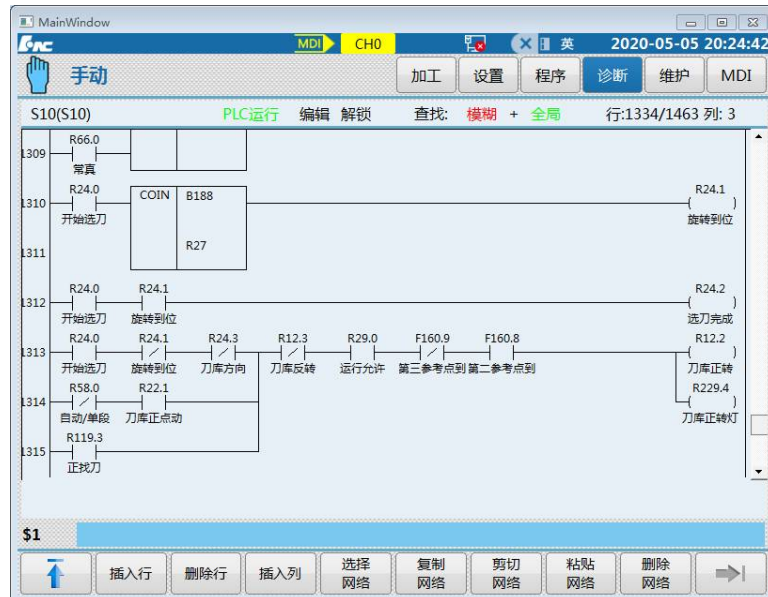 MainWindow
HNC MDI CH0 英 2020-05-05 20:24:42
手动 加工 设置 程序 诊断 维护 MDI
S10(S10) PLC运行 编辑 解锁 查找: 模糊 + 全局 行:1334/1463 列: 3
R66.0
1309
常真
R24.0 COIN B188 R24.1
1310 ( )
开始选刀 旋转到位
1311 R27
R24.0 R24.1 R24.2
1312 ( )
开始选刀 旋转到位 选刀完成
R24.0 R24.1 R24.3 R12.3 R29.0 F160.9 F160.8 R12.2
1313 ( )
开始选刀 旋转到位 刀库方向 刀库反转 运行允许 第三参考点到 第二参考点到 刀库正转
R58.0 R22.1 R229.4
1314 ( )
自动/单段 刀库正点动 刀库正转灯
R119.3
1315
正找刀
$1
插入行 删除行 插入列 选择 复制 剪切 粘贴 删除
网络 网络 网络 网络 网络